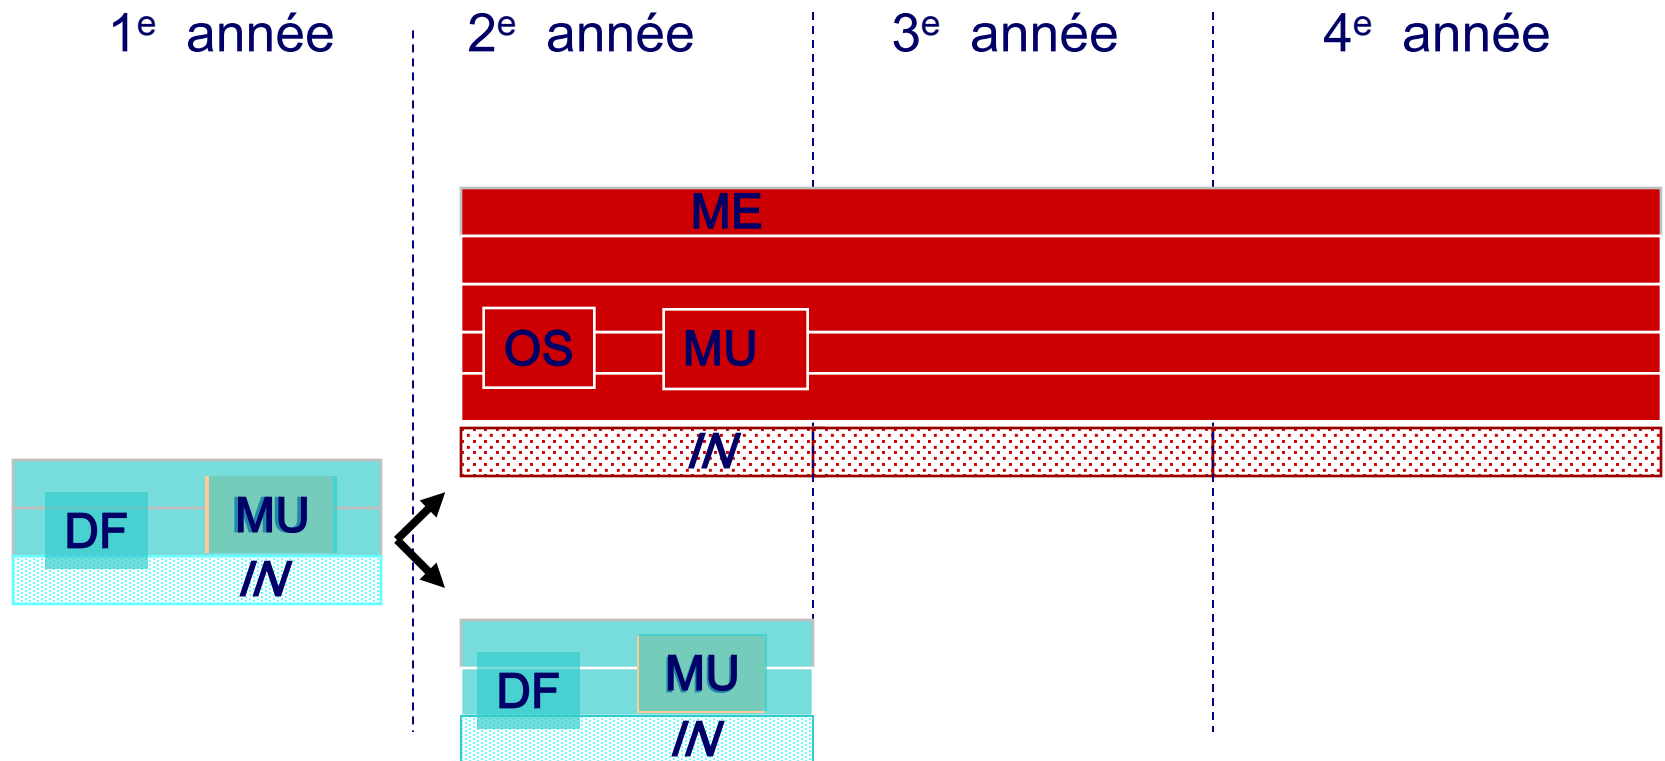 1e année 2e année 3e année 4e année
ME
OS MU
IN
DF MU
IN
DF MU
IN